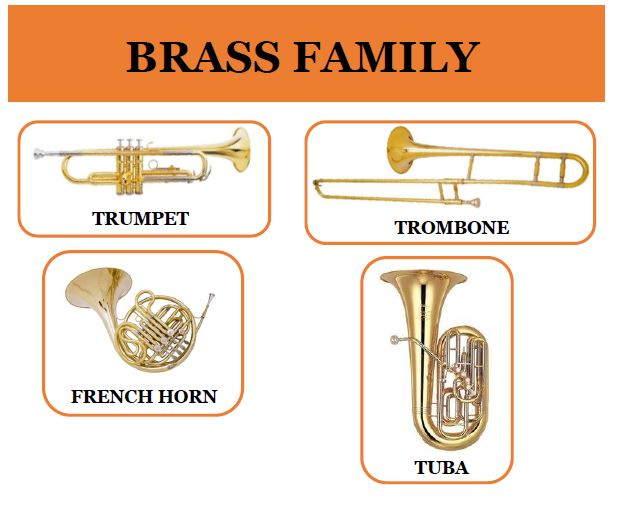 BRASS FAMILY
TRUMPET
TROMBONE
FRENCH HORN
TUBA